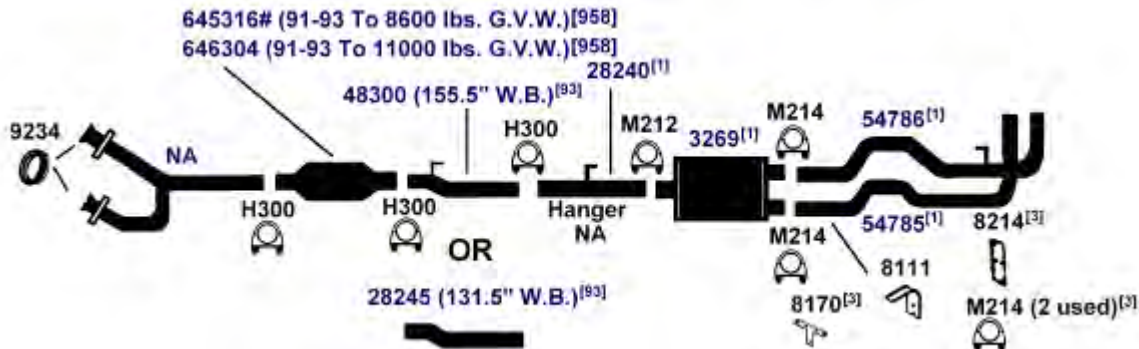 645316# (91-93 To 8600 lbs. G.V.W.)[958]
646304 (91-93 To 11000 lbs. G.V.W.)[958]
28240[1]
48300 (155.5" W.B.)[93]
9234
NA
H300
M212
3269[1]
M214
54786[1]
H300
H300
Hanger
NA
M214
54785[1]
8214[3]
OR
8111
28245 (131.5" W.B.)[93]
8170[3]
M214 (2 used)[3]